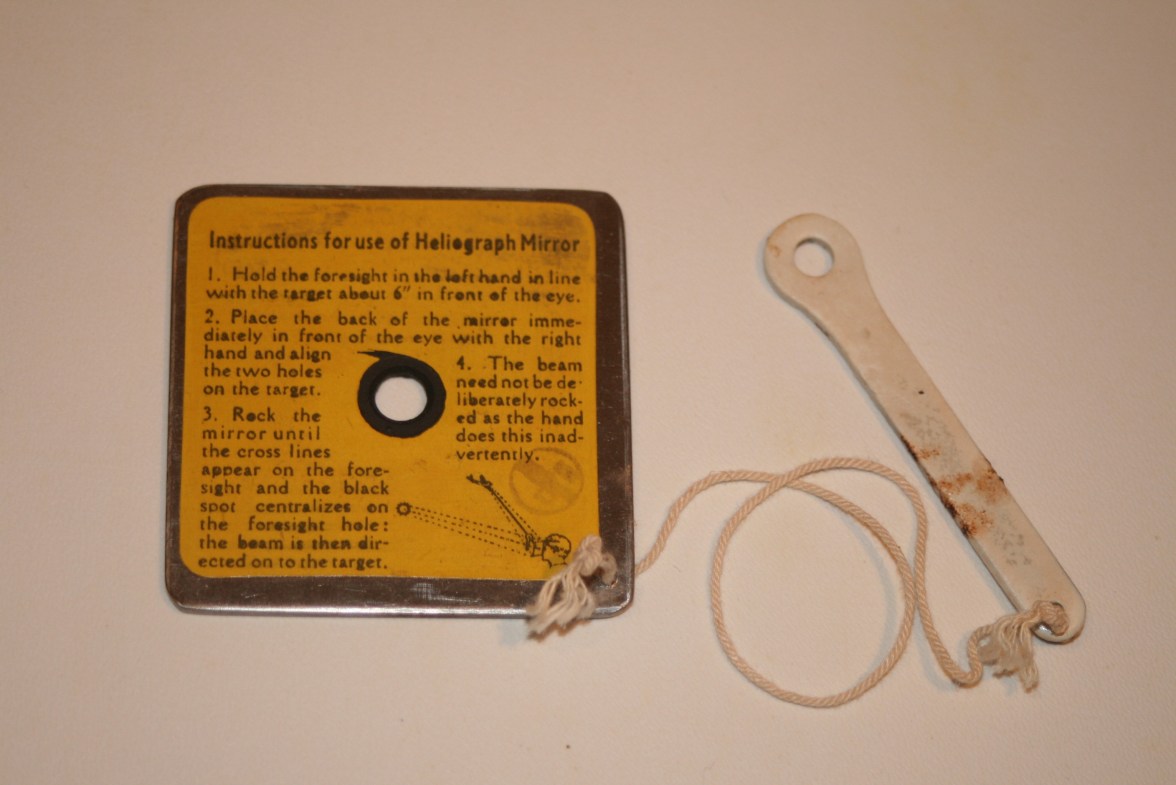 Instructions for use of Heliograph Mirror
1. Hold the foresight in the left hand in line
with the target about 6" in front of the eye.
2. Place the back of the mirror imme-
diately in front of the eye with the right
hand and align
the two holes
on the target.
3. Rock the
mirror until
the cross lines
appear on the fore-
sight and the black
spot centralizes on
the foresight hole:
the beam is then dir-
ected on to the target.
4. The beam
need not be de-
liberately rock-
ed as the hand
does this inad-
vertently.